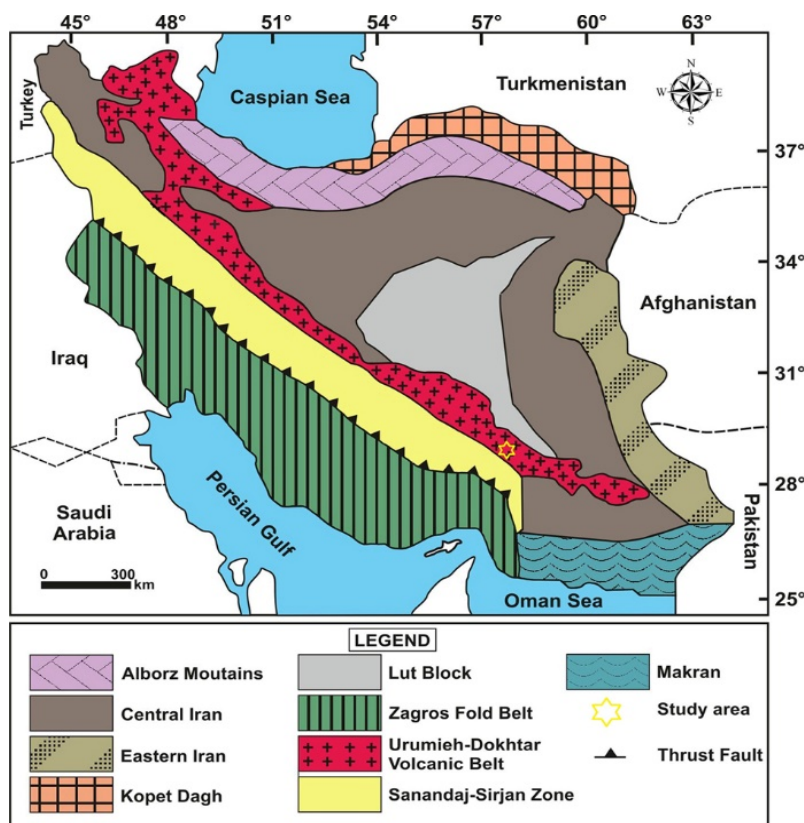 45° 48° 51° 54° 57° 60° 63°
Turkey
Caspian Sea
Turkmenistan
N
W E
S
37°
34°
Afghanistan
Iraq
31°
Persian Gulf
28°
Saudi
Arabia
Pakistan
0 300
km
Oman Sea
25°
LEGEND
Alborz Moutains
Lut Block
Makran
Central Iran
Zagros Fold Belt
Study area
Eastern Iran
Urumieh-Dokhtar
Volcanic Belt
Thrust Fault
Kopet Dagh
Sanandaj-Sirjan Zone